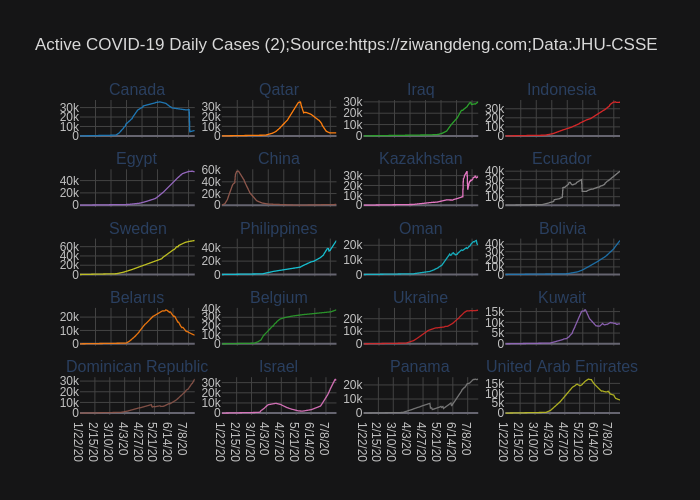 Active COVID-19 Daily Cases (2);Source:https://ziwangdeng.com;Data:JHU-CSSE
Canada Qatar Iraq Indonesia
30k 20k 10k 0
30k 20k 10k 0
30k 20k 10k 0
30k 20k 10k 0
Egypt China Kazakhstan Ecuador
40k 20k 0
60k 40k 20k 0
30k 20k 10k 0
40k 30k 20k 10k 0
Sweden Philippines Oman Bolivia
60k 40k 20k 0
40k 20k 0
20k 10k 0
40k 30k 20k 10k 0
Belarus Belgium Ukraine Kuwait
20k 10k 0
40k 30k 20k 10k 0
20k 10k 0
15k 10k 5k 0
Dominican Republic Israel Panama United Arab Emirates
30k 20k 10k 0
30k 20k 10k 0
20k 10k 0
15k 10k 5k 0
1/22/20 2/15/20 3/10/20 4/3/20 4/27/20 5/21/20 6/14/20 7/8/20
1/22/20 2/15/20 3/10/20 4/3/20 4/27/20 5/21/20 6/14/20 7/8/20
1/22/20 2/15/20 3/10/20 4/3/20 4/27/20 5/21/20 6/14/20 7/8/20
1/22/20 2/15/20 3/10/20 4/3/20 4/27/20 5/21/20 6/14/20 7/8/20